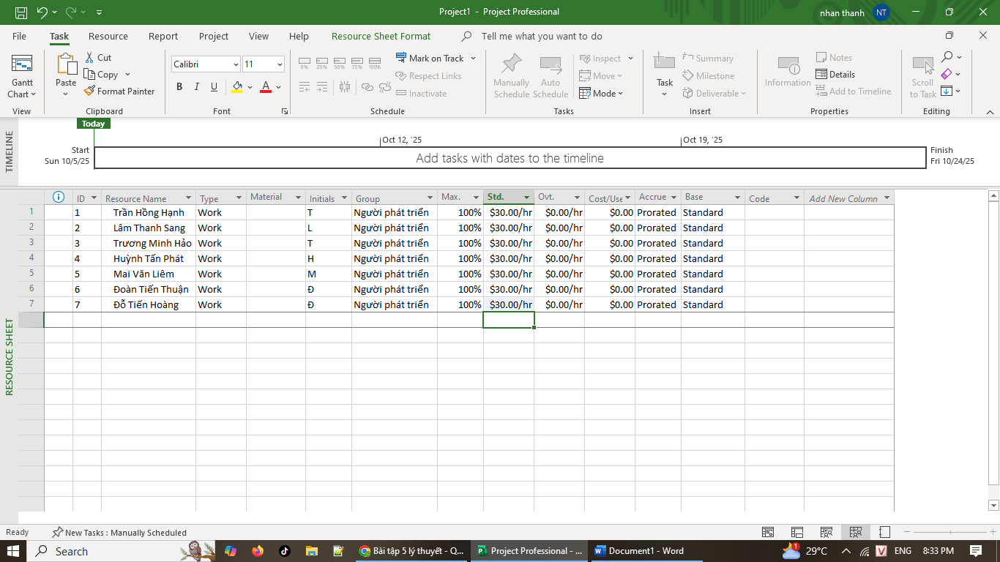 Project1 - Project Professional
nhan thanh NT
File Task Resource Report Project View Help Resource Sheet Format Tell me what you want to do
Gantt Chart
View
Paste
Cut
Copy
Format Painter
Clipboard
Calibri 11
B I U A
Font
0% 25% 50% 75% 100%
Mark on Track
Respect Links
Inactivate
Schedule
Manually Schedule
Auto Schedule
Inspect
Move
Mode
Tasks
Task
Summary
Milestone
Deliverable
Insert
Information
Notes
Details
Add to Timeline
Properties
Scroll to Task
Editing
TIMELINE
Today
Start
Sun 10/5/25
Oct 12, '25
Oct 19, '25
Add tasks with dates to the timeline
Finish
Fri 10/24/25
RESOURCE SHEET
ID Resource Name Type Material Initials Group Max. Std. Ovt. Cost/Use Accrue Base Code Add New Column
1 1 Trần Hồng Hạnh Work T Người phát triển 100% $30.00/hr $0.00/hr $0.00 Prorated Standard
2 2 Lâm Thanh Sang Work L Người phát triển 100% $30.00/hr $0.00/hr $0.00 Prorated Standard
3 3 Trương Minh Hảo Work T Người phát triển 100% $30.00/hr $0.00/hr $0.00 Prorated Standard
4 4 Huỳnh Tấn Phát Work H Người phát triển 100% $30.00/hr $0.00/hr $0.00 Prorated Standard
5 5 Mai Văn Liêm Work M Người phát triển 100% $30.00/hr $0.00/hr $0.00 Prorated Standard
6 6 Đoàn Tiến Thuận Work Đ Người phát triển 100% $30.00/hr $0.00/hr $0.00 Prorated Standard
7 7 Đỗ Tiến Hoàng Work Đ Người phát triển 100% $30.00/hr $0.00/hr $0.00 Prorated Standard
Ready New Tasks : Manually Scheduled
Search
Bài tập 5 lý thuyết - Q...
Project Professional - ...
Document1 - Word
1 29°C V ENG 8:33 PM